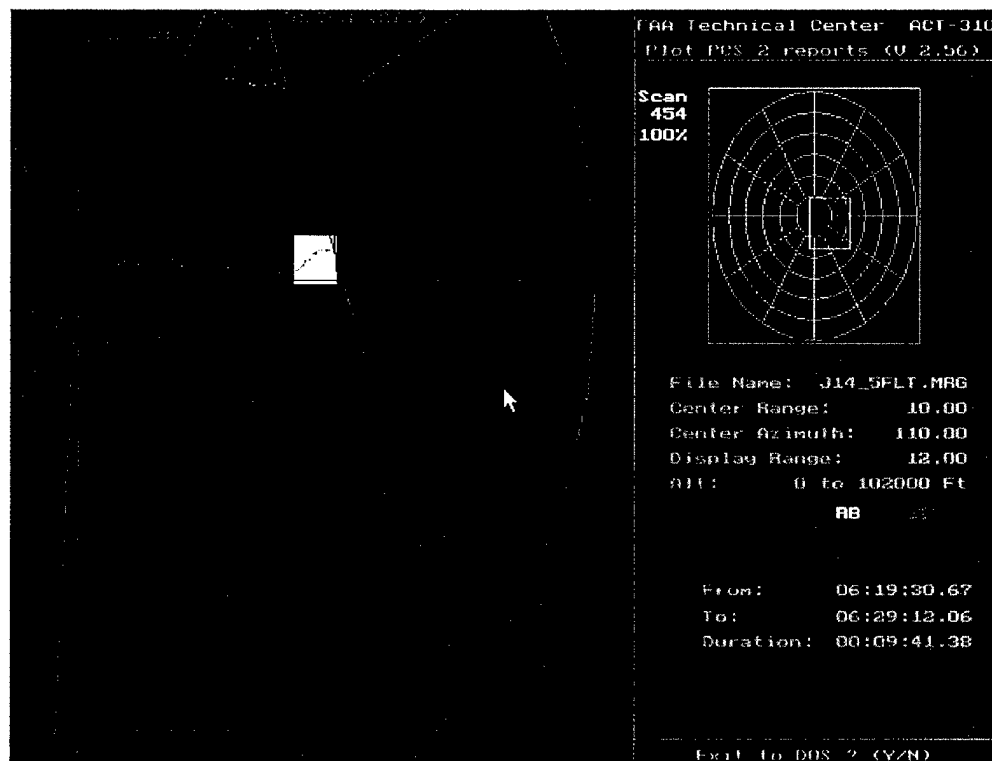 FAA Technical Center ACT-310
Plot PCS 2 reports (V 2.56)
Scan
454
100%
File Name: J14_5FLT.MRG
Center Range: 10.00
Center Azimuth: 110.00
Display Range: 12.00
Alt: 0 to 102000 Ft
AB
From: 06:19:30.67
To: 06:29:12.06
Duration: 00:09:41.38
Exit to DOS ? (Y/N)